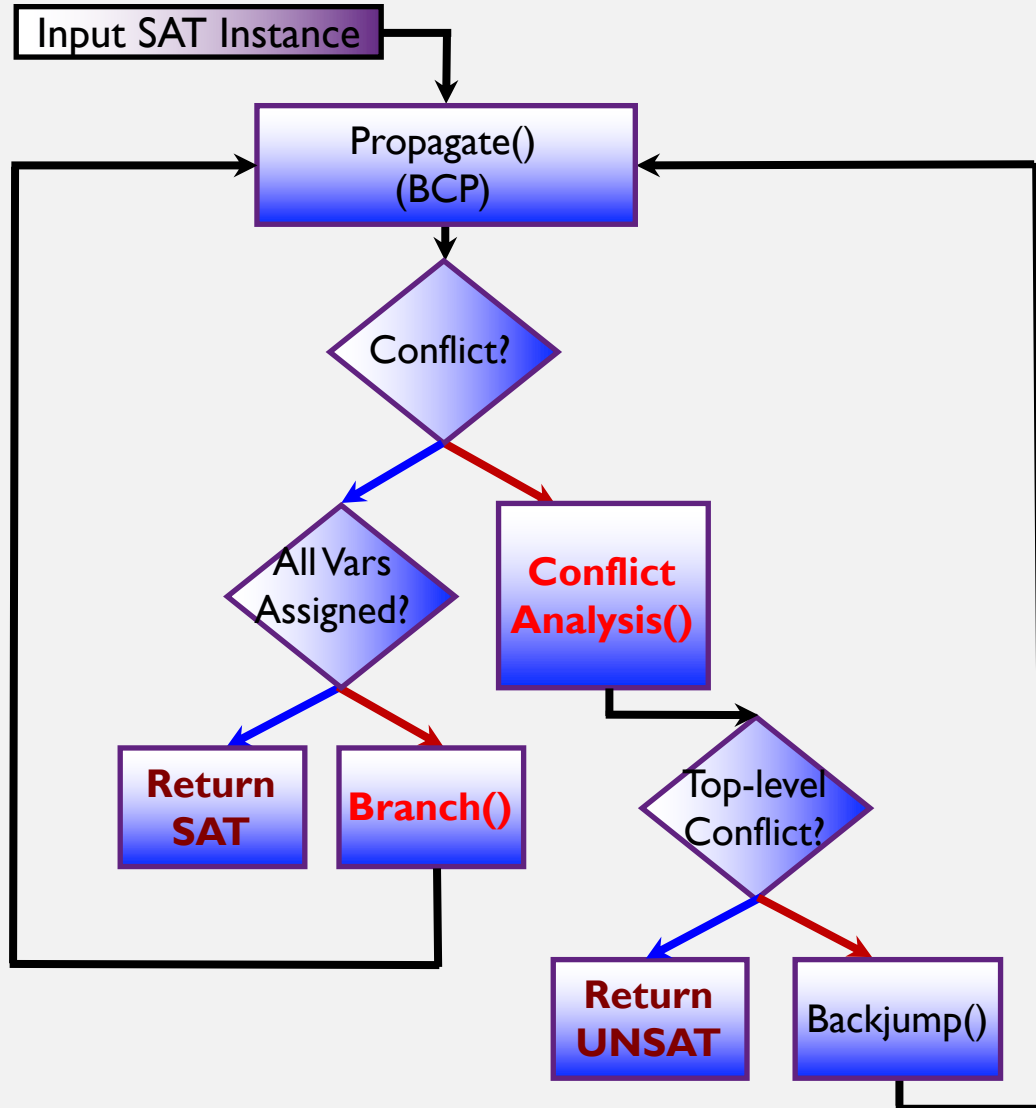 Input SAT Instance
Propagate()
(BCP)
Conflict?
All Vars
Assigned?
Conflict
Analysis()
Return
SAT
Branch()
Top-level
Conflict?
Return
UNSAT
Backjump()